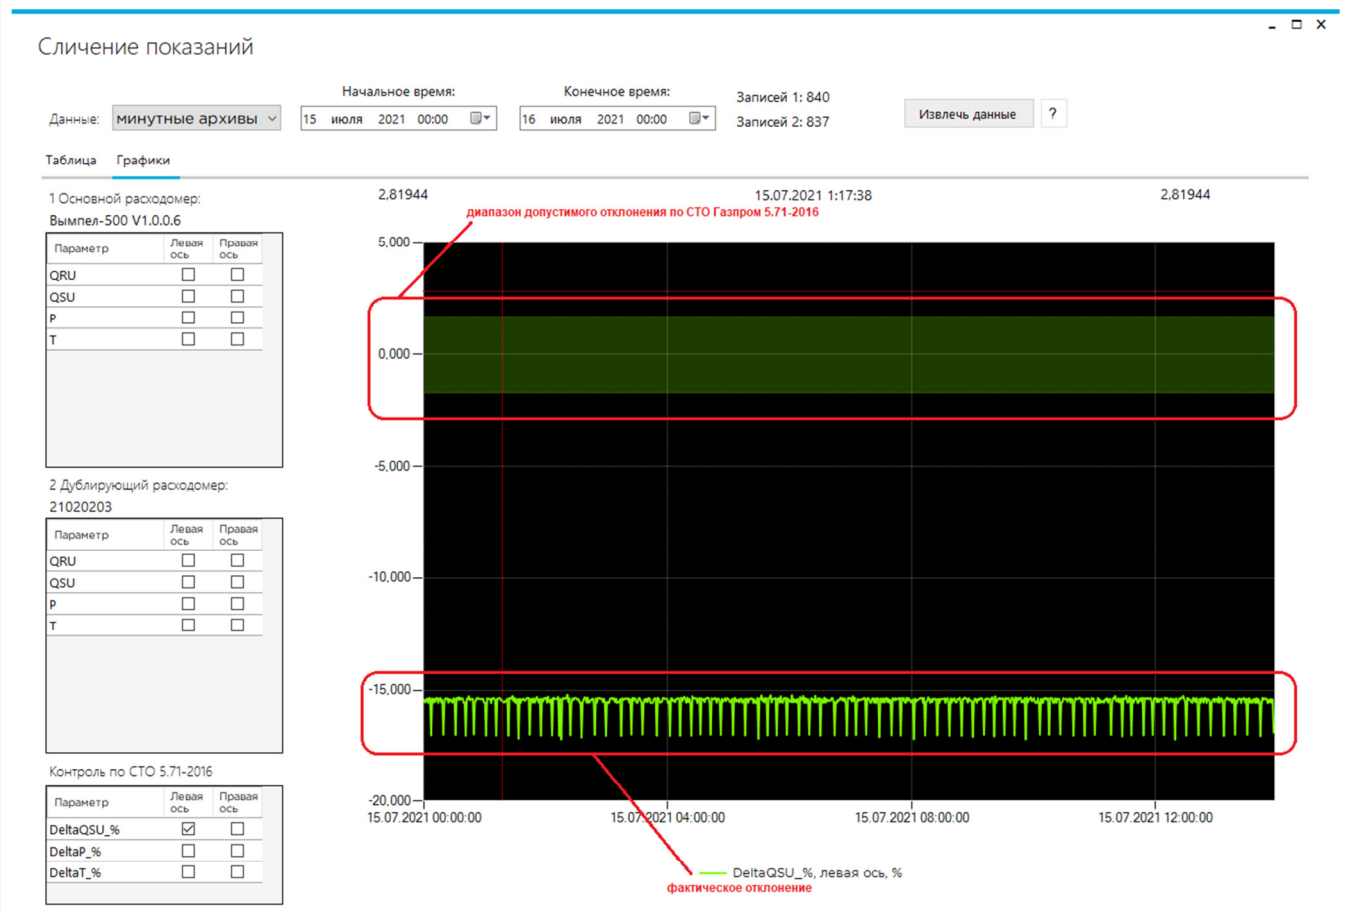 Сличение показаний
Начальное время:
Конечное время:
Записей 1: 840
Данные:
минутные архивы
15 июля 2021 00:00
16 июля 2021 00:00
Записей 2: 837
Извлечь данные
?
Таблица Графики
1 Основной расходомер:
Вымпел-500 V1.0.0.6
Параметр Левая ось Правая ось
QRU
QSU
P
T
2 Дублирующий расходомер:
21020203
Параметр Левая ось Правая ось
QRU
QSU
P
T
Контроль по СТО 5.71-2016
Параметр Левая ось Правая ось
DeltaQSU_%
DeltaP_%
DeltaT_%
2,81944 15.07.2021 1:17:38 2,81944
диапазон допустимого отклонения по СТО Газпром 5.71-2016
5,000
0,000
-5,000
-10,000
-15,000
-20,000
15.07.2021 00:00:00 15.07.2021 04:00:00 15.07.2021 08:00:00 15.07.2021 12:00:00
DeltaQSU_%, левая ось, %
фактическое отклонение